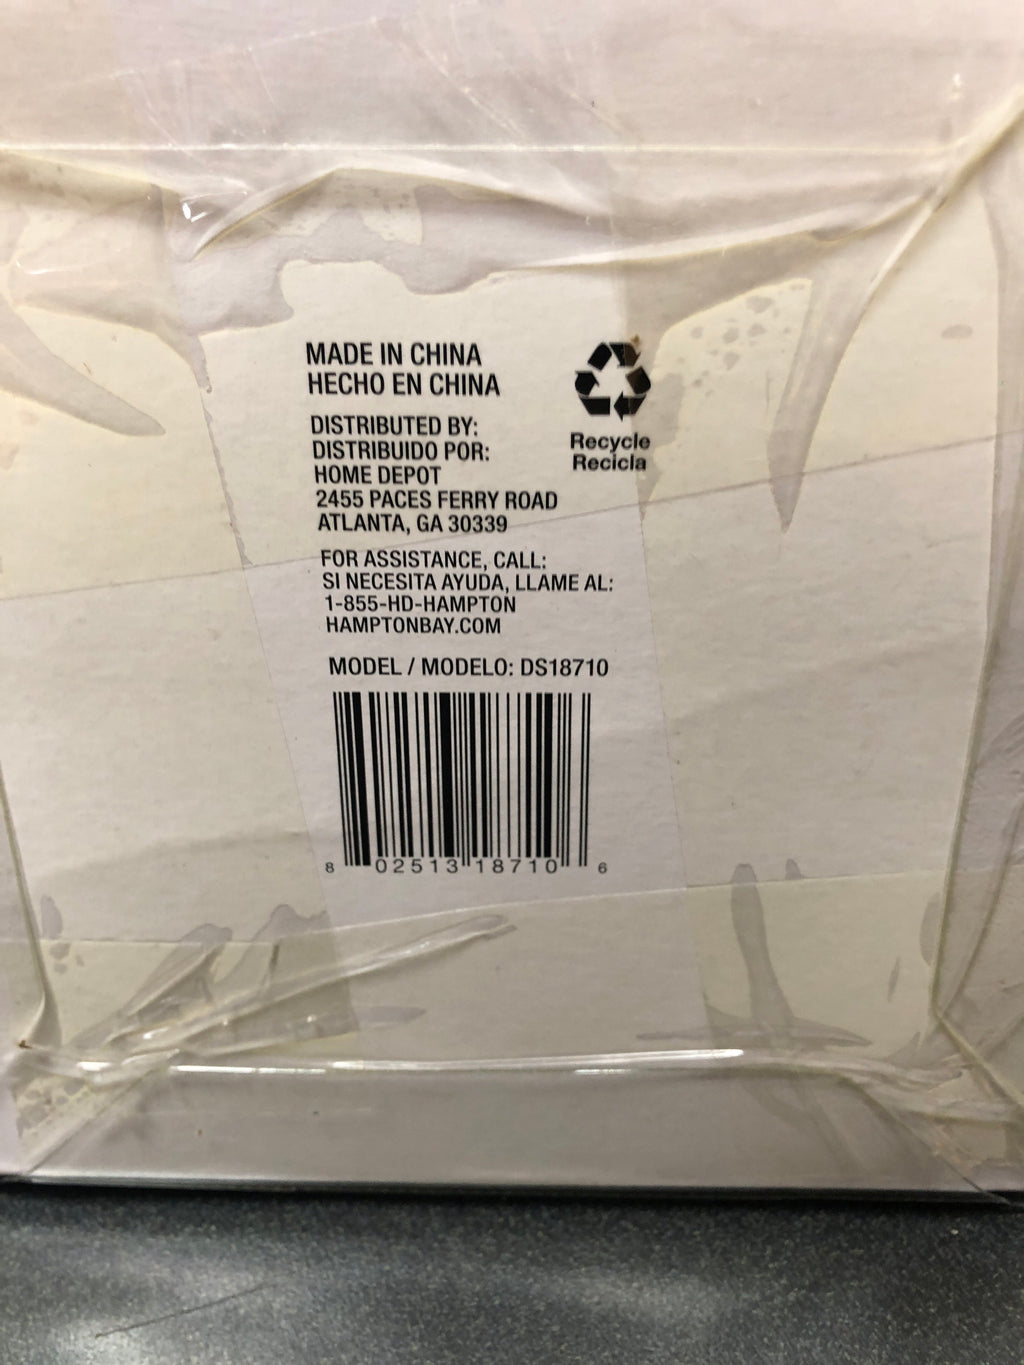 MADE IN CHINA
HECHO EN CHINA
DISTRIBUTED BY:
DISTRIBUIDO POR:
HOME DEPOT
2455 PACES FERRY ROAD
ATLANTA, GA 30339
Recycle
Recicla
FOR ASSISTANCE, CALL:
SI NECESITA AYUDA, LLAME AL:
1-855-HD-HAMPTON
HAMPTONBAY.COM
MODEL / MODELO: DS18710
8 02513 18710 6